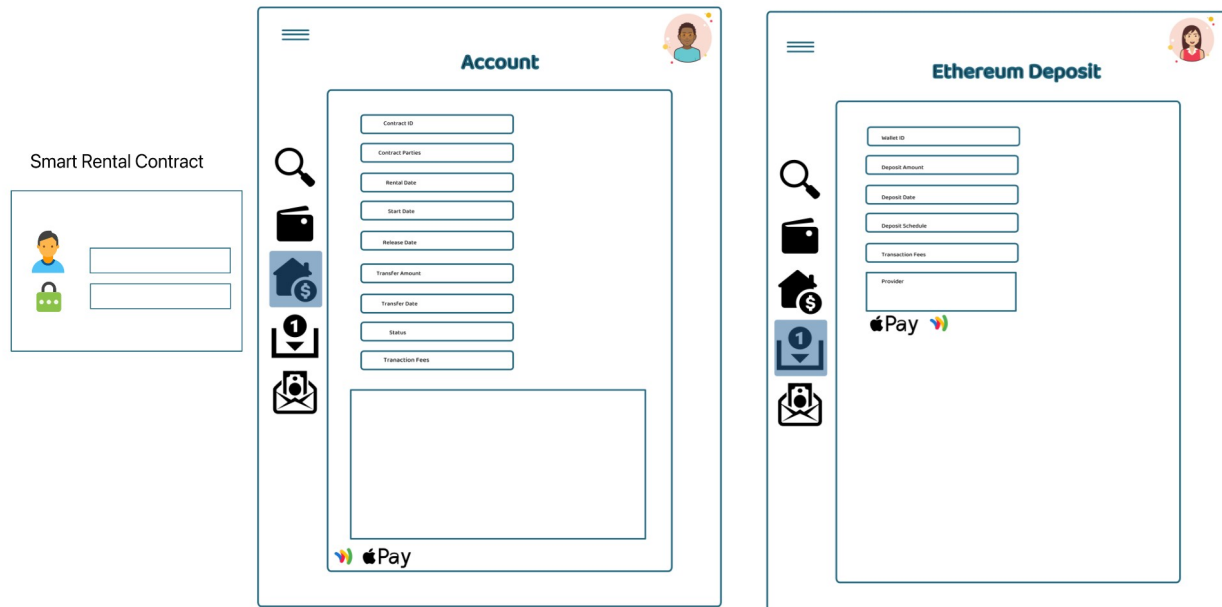 Smart Rental Contract
Account
Contract ID
Contract Parties
Rental Date
Start Date
Release Date
Transfer Amount
Transfer Date
Status
Tranaction Fees
Pay
Ethereum Deposit
Wallet ID
Deposit Amount
Deposit Date
Deposit Schedule
Transaction Fees
Provider
Pay